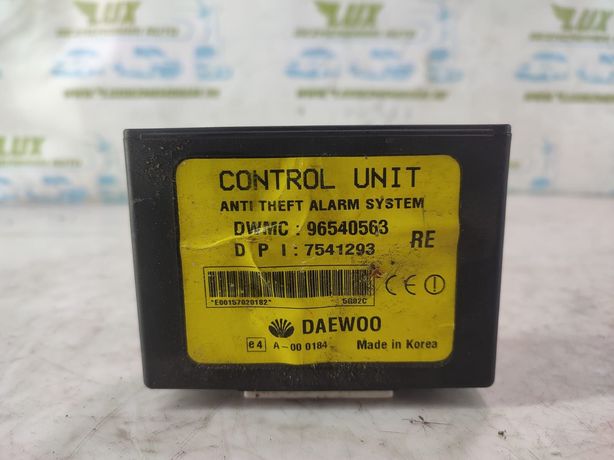 LUX
LUX
CONTROL UNIT
ANTI THEFT ALARM SYSTEM
DWMC : 96540563
D P I : 7541293
RE
"E00157020182"
5G02C
CE
DAEWOO
e4 A-00 0184
Made in Korea
LUX